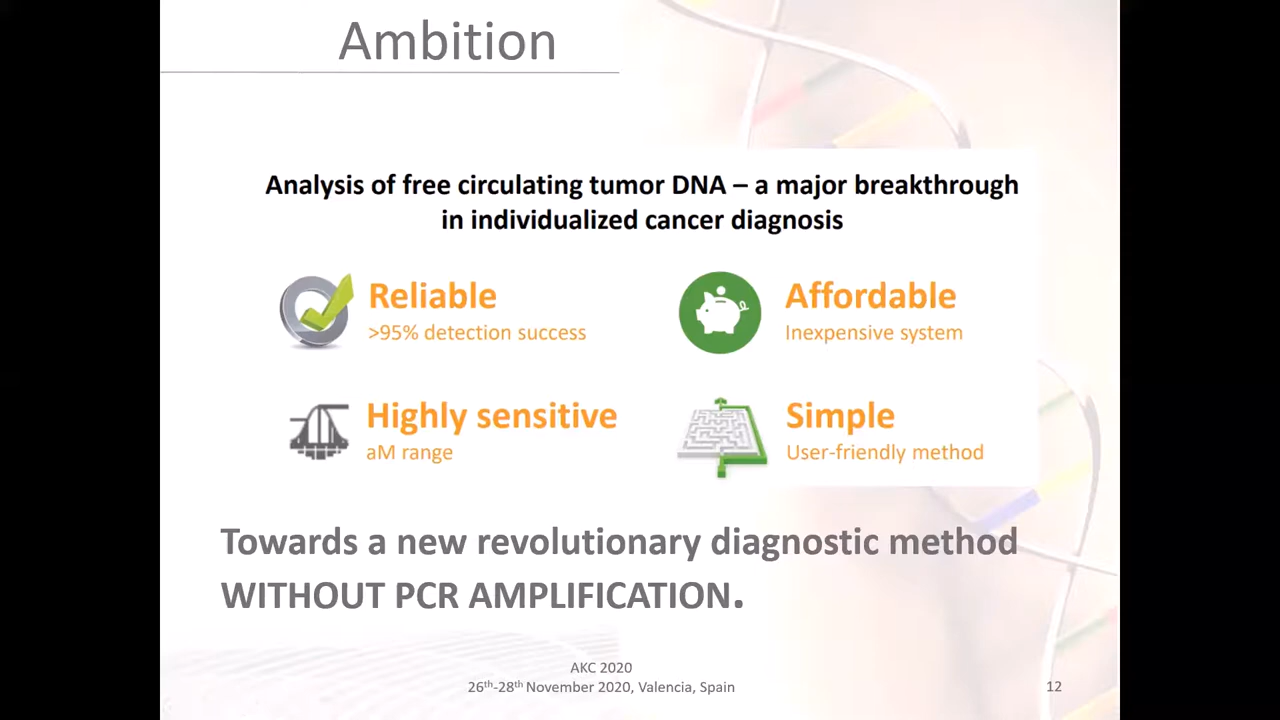 Ambition
Analysis of free circulating tumor DNA – a major breakthrough
in individualized cancer diagnosis
Reliable
>95% detection success
Affordable
Inexpensive system
Highly sensitive
aM range
Simple
User-friendly method
Towards a new revolutionary diagnostic method
WITHOUT PCR AMPLIFICATION.
AKC 2020
26th-28th November 2020, Valencia, Spain
12